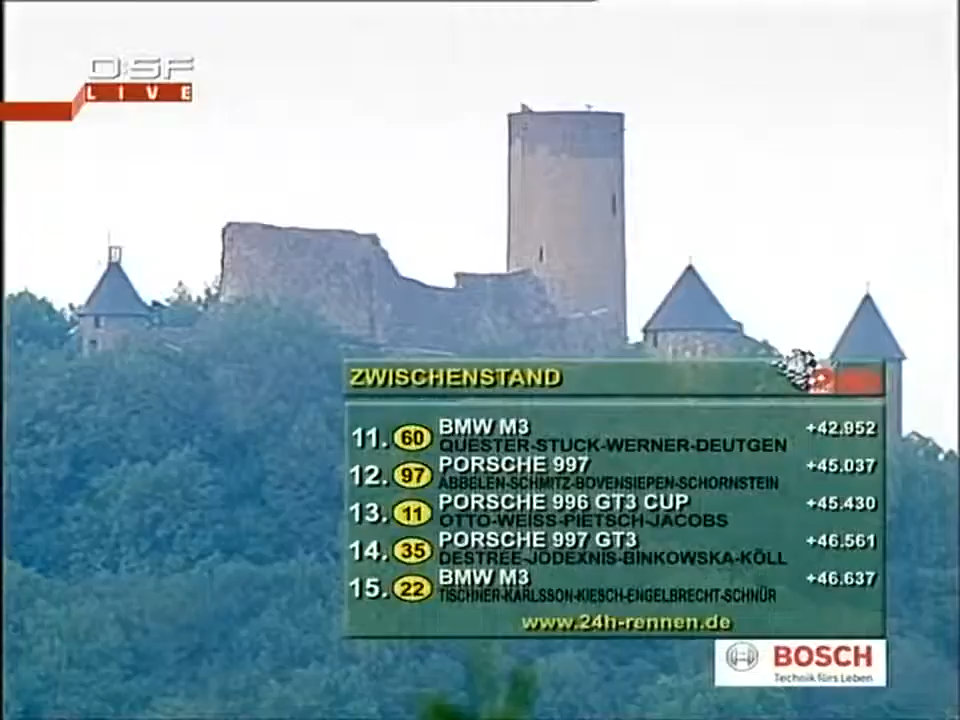 DSF
LIVE
ZWISCHENSTAND
11. 60 BMW M3 +42.952
QUESTER-STUCK-WERNER-DEUTGEN
12. 97 PORSCHE 997 +45.037
ABBELEN-SCHMITZ-BOVENSIEPEN-SCHORNSTEIN
13. 11 PORSCHE 996 GT3 CUP +45.430
OTTO-WEISS-PIETSCH-JACOBS
14. 35 PORSCHE 997 GT3 +46.561
DESTREE-JODEXNIS-BINKOWSKA-KÖLL
15. 22 BMW M3 +46.637
TISCHNER-KARLSSON-KIESCH-ENGELBRECHT-SCHNÜR
www.24h-rennen.de
BOSCH
Technik fürs Leben